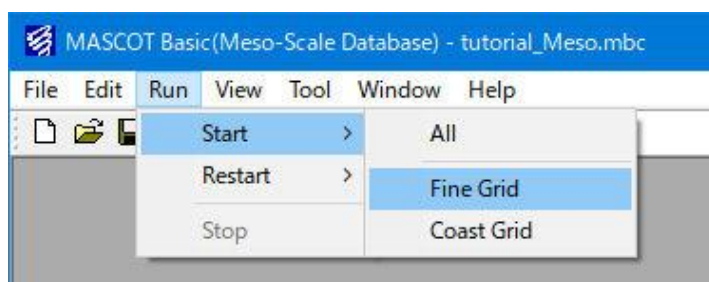 MASCOT Basic(Meso-Scale Database) - tutorial_Meso.mbc
File Edit Run View Tool Window Help
Start > All
Restart > Fine Grid
Stop Coast Grid